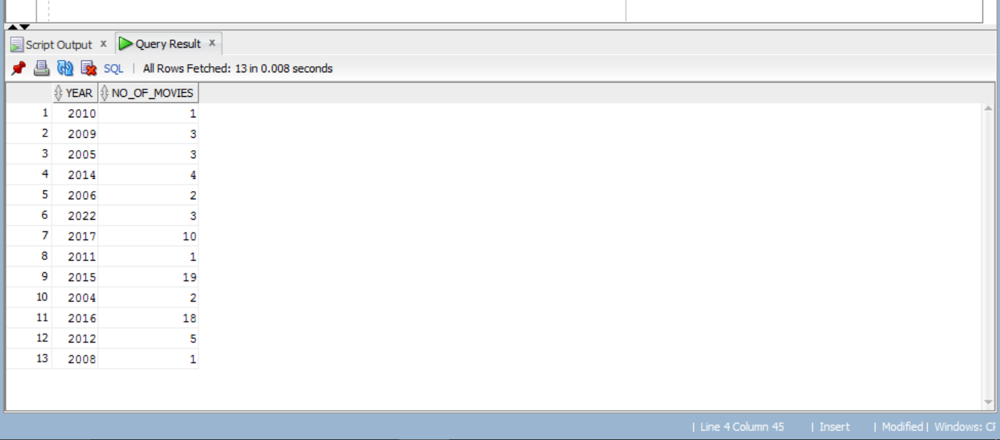 Script Output x Query Result x
SQL | All Rows Fetched: 13 in 0.008 seconds
YEAR NO_OF_MOVIES
1 2010 1
2 2009 3
3 2005 3
4 2014 4
5 2006 2
6 2022 3
7 2017 10
8 2011 1
9 2015 19
10 2004 2
11 2016 18
12 2012 5
13 2008 1
| Line 4 Column 45 | Insert | Modified | Windows: